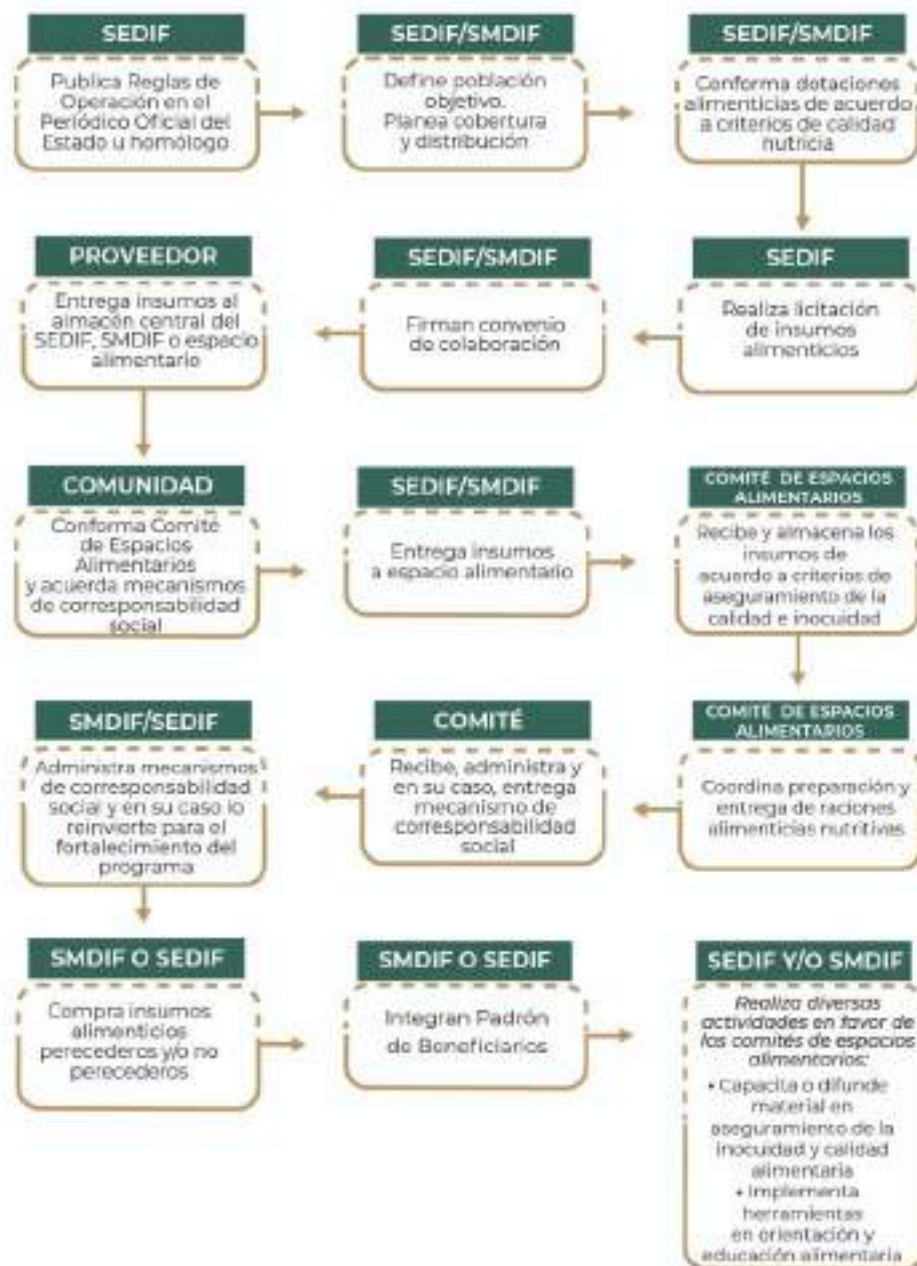 SEDIF
Publica Reglas de
Operación en el
Periódico Oficial del
Estado u homólogo
SEDIF/SMDIF
Define población
objetivo.
Planea cobertura
y distribución
SEDIF/SMDIF
Conforma dotaciones
alimenticias de acuerdo
a criterios de calidad
nutricia
SEDIF
Realiza licitación
de insumos
alimenticios
SEDIF/SMDIF
Firman convenio
de colaboración
PROVEEDOR
Entrega insumos al
almacén central del
SEDIF, SMDIF o espacio
alimentario
COMUNIDAD
Conforma Comité
de Espacios
Alimentarios
y acuerda mecanismos
de corresponsabilidad
social
SEDIF/SMDIF
Entrega insumos
a espacio alimentario
COMITÉ DE ESPACIOS
ALIMENTARIOS
Recibe y almacena los
insumos de
acuerdo a criterios de
aseguramiento de la
calidad e inocuidad
COMITÉ DE ESPACIOS
ALIMENTARIOS
Coordina preparación y
entrega de raciones
alimenticias nutritivas
COMITÉ
Recibe, administra y
en su caso, entrega
mecanismo de
corresponsabilidad
social
SMDIF/SEDIF
Administra mecanismos
de corresponsabilidad
social y en su caso lo
reinvierte para el
fortalecimiento del
programa
SMDIF O SEDIF
Compra insumos
alimenticios
perecederos y/o no
perecederos
SMDIF O SEDIF
Integran Padrón
de Beneficiarios
SEDIF Y/O SMDIF
Realiza diversas
actividades en favor de
los comités de espacios
alimentarios:
• Capacita o difunde
material en
aseguramiento de la
inocuidad y calidad
alimentaria
• Implementa
herramientas
en orientación y
educación alimentaria